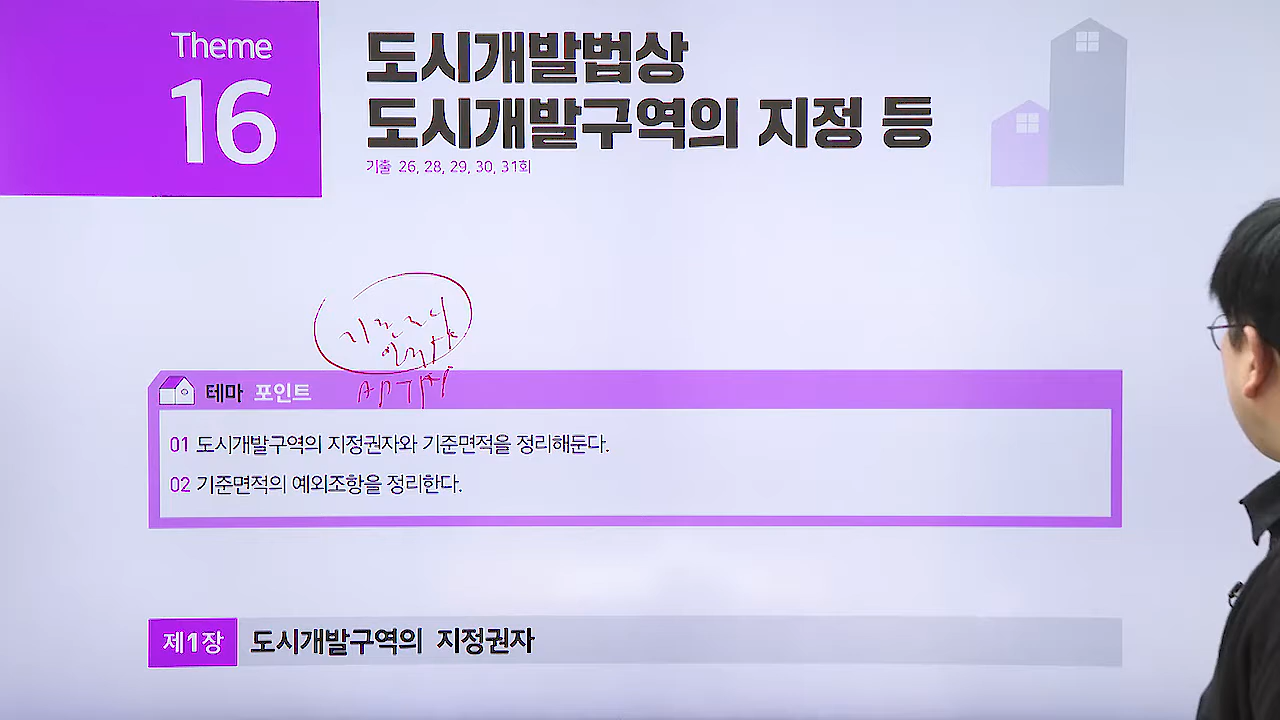 Theme
16
도시개발법상
도시개발구역의 지정 등
기출 26, 28, 29, 30, 31회
테마 포인트
01 도시개발구역의 지정권자와 기준면적을 정리해둔다.
02 기준면적의 예외조항을 정리한다.
제1장 도시개발구역의 지정권자